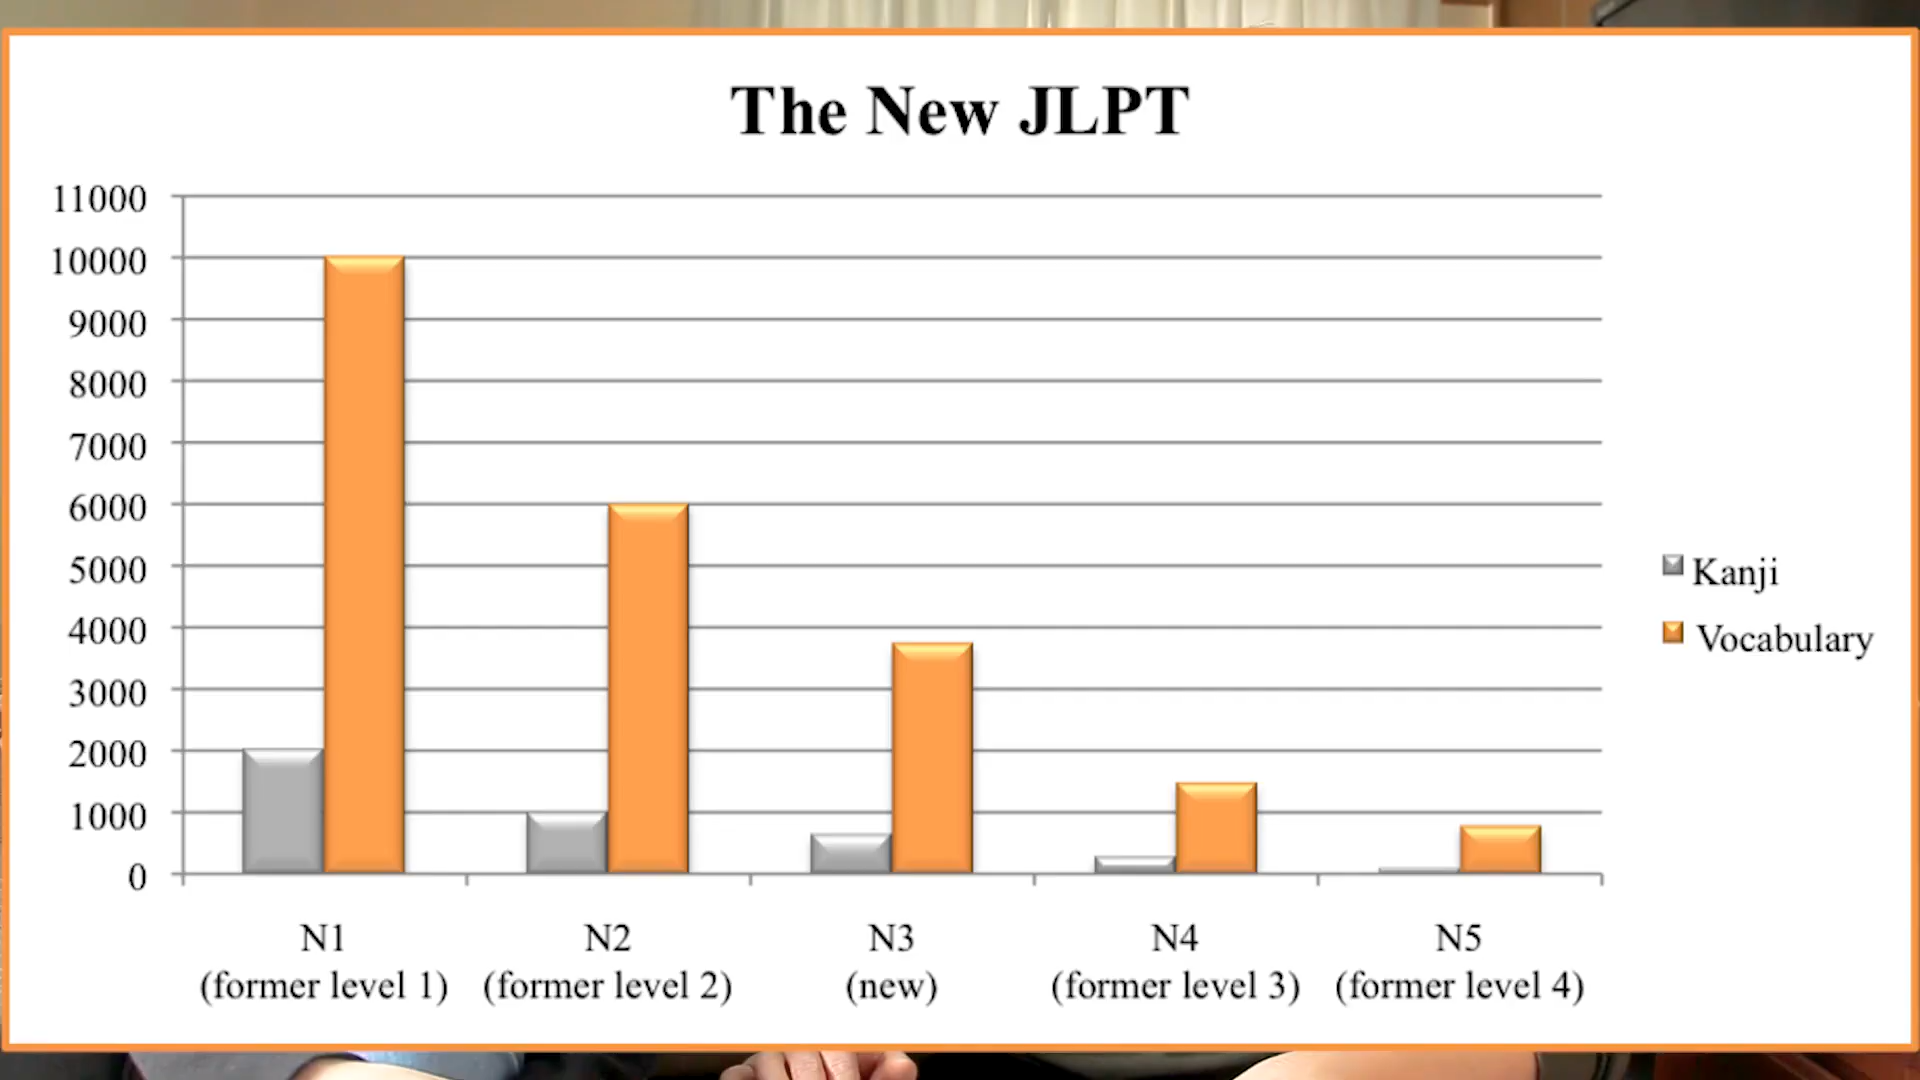 The New JLPT
11000
10000
9000
8000
7000
6000
5000
4000
3000
2000
1000
0
Kanji
Vocabulary
N1
(former level 1)
N2
(former level 2)
N3
(new)
N4
(former level 3)
N5
(former level 4)